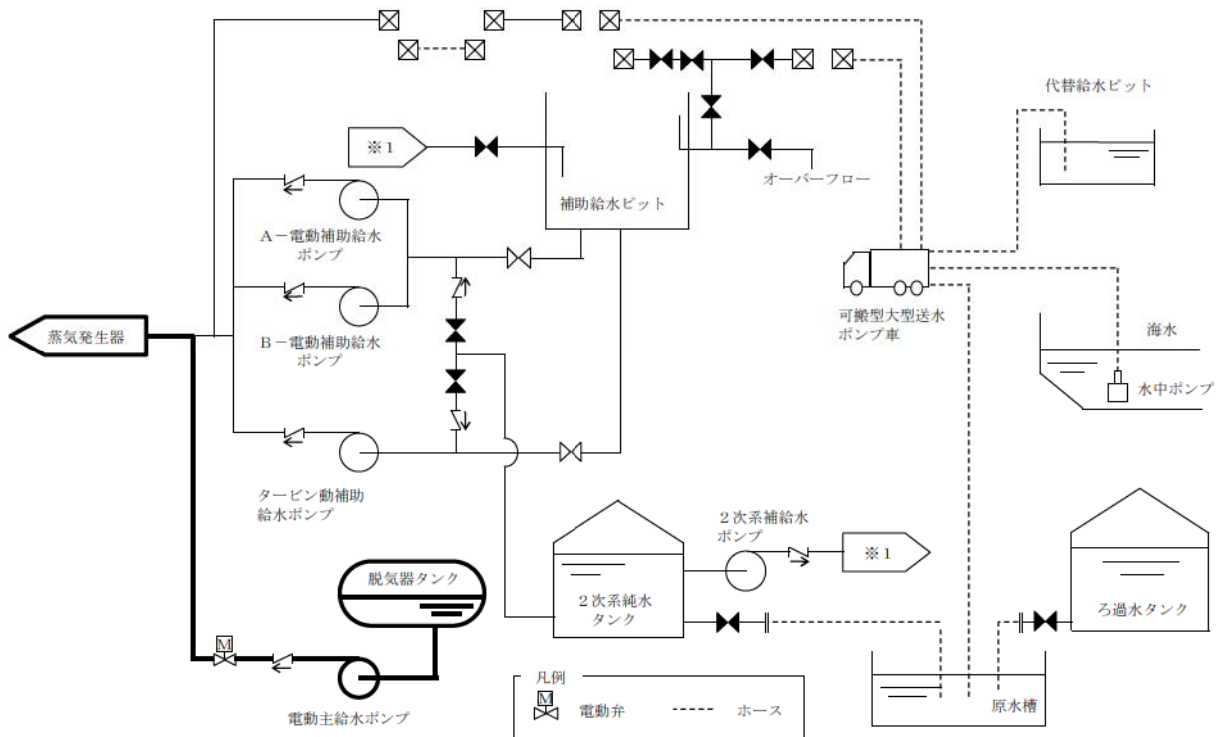 代替給水ピット
※1
オーバーフロー
補助給水ピット
A－電動補助給水
ポンプ
可搬型大型送水
ポンプ車
海水
蒸気発生器
B－電動補助給水
ポンプ
水中ポンプ
タービン動補助
給水ポンプ
2次系補給水
ポンプ
※1
脱気器タンク
2次系純水
タンク
ろ過水タンク
M
電動主給水ポンプ
凡例
M
電動弁
ホース
原水槽